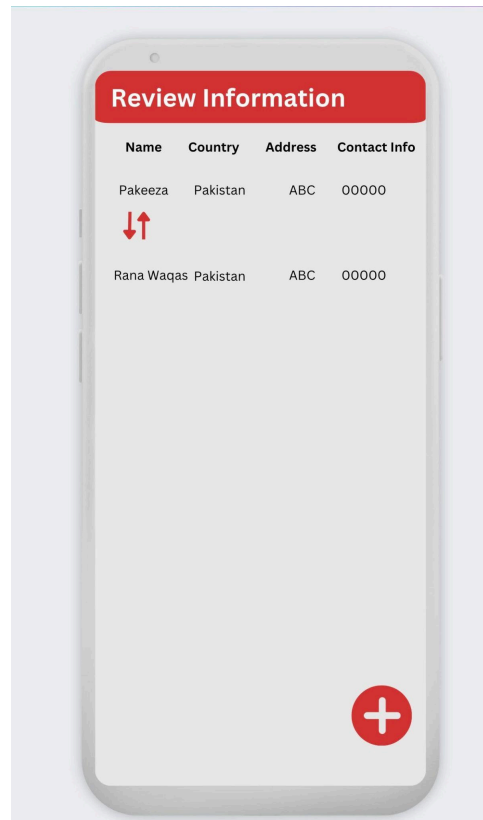 Review Information
Name Country Address Contact Info
Pakeeza Pakistan ABC 00000
Rana Waqas Pakistan ABC 00000